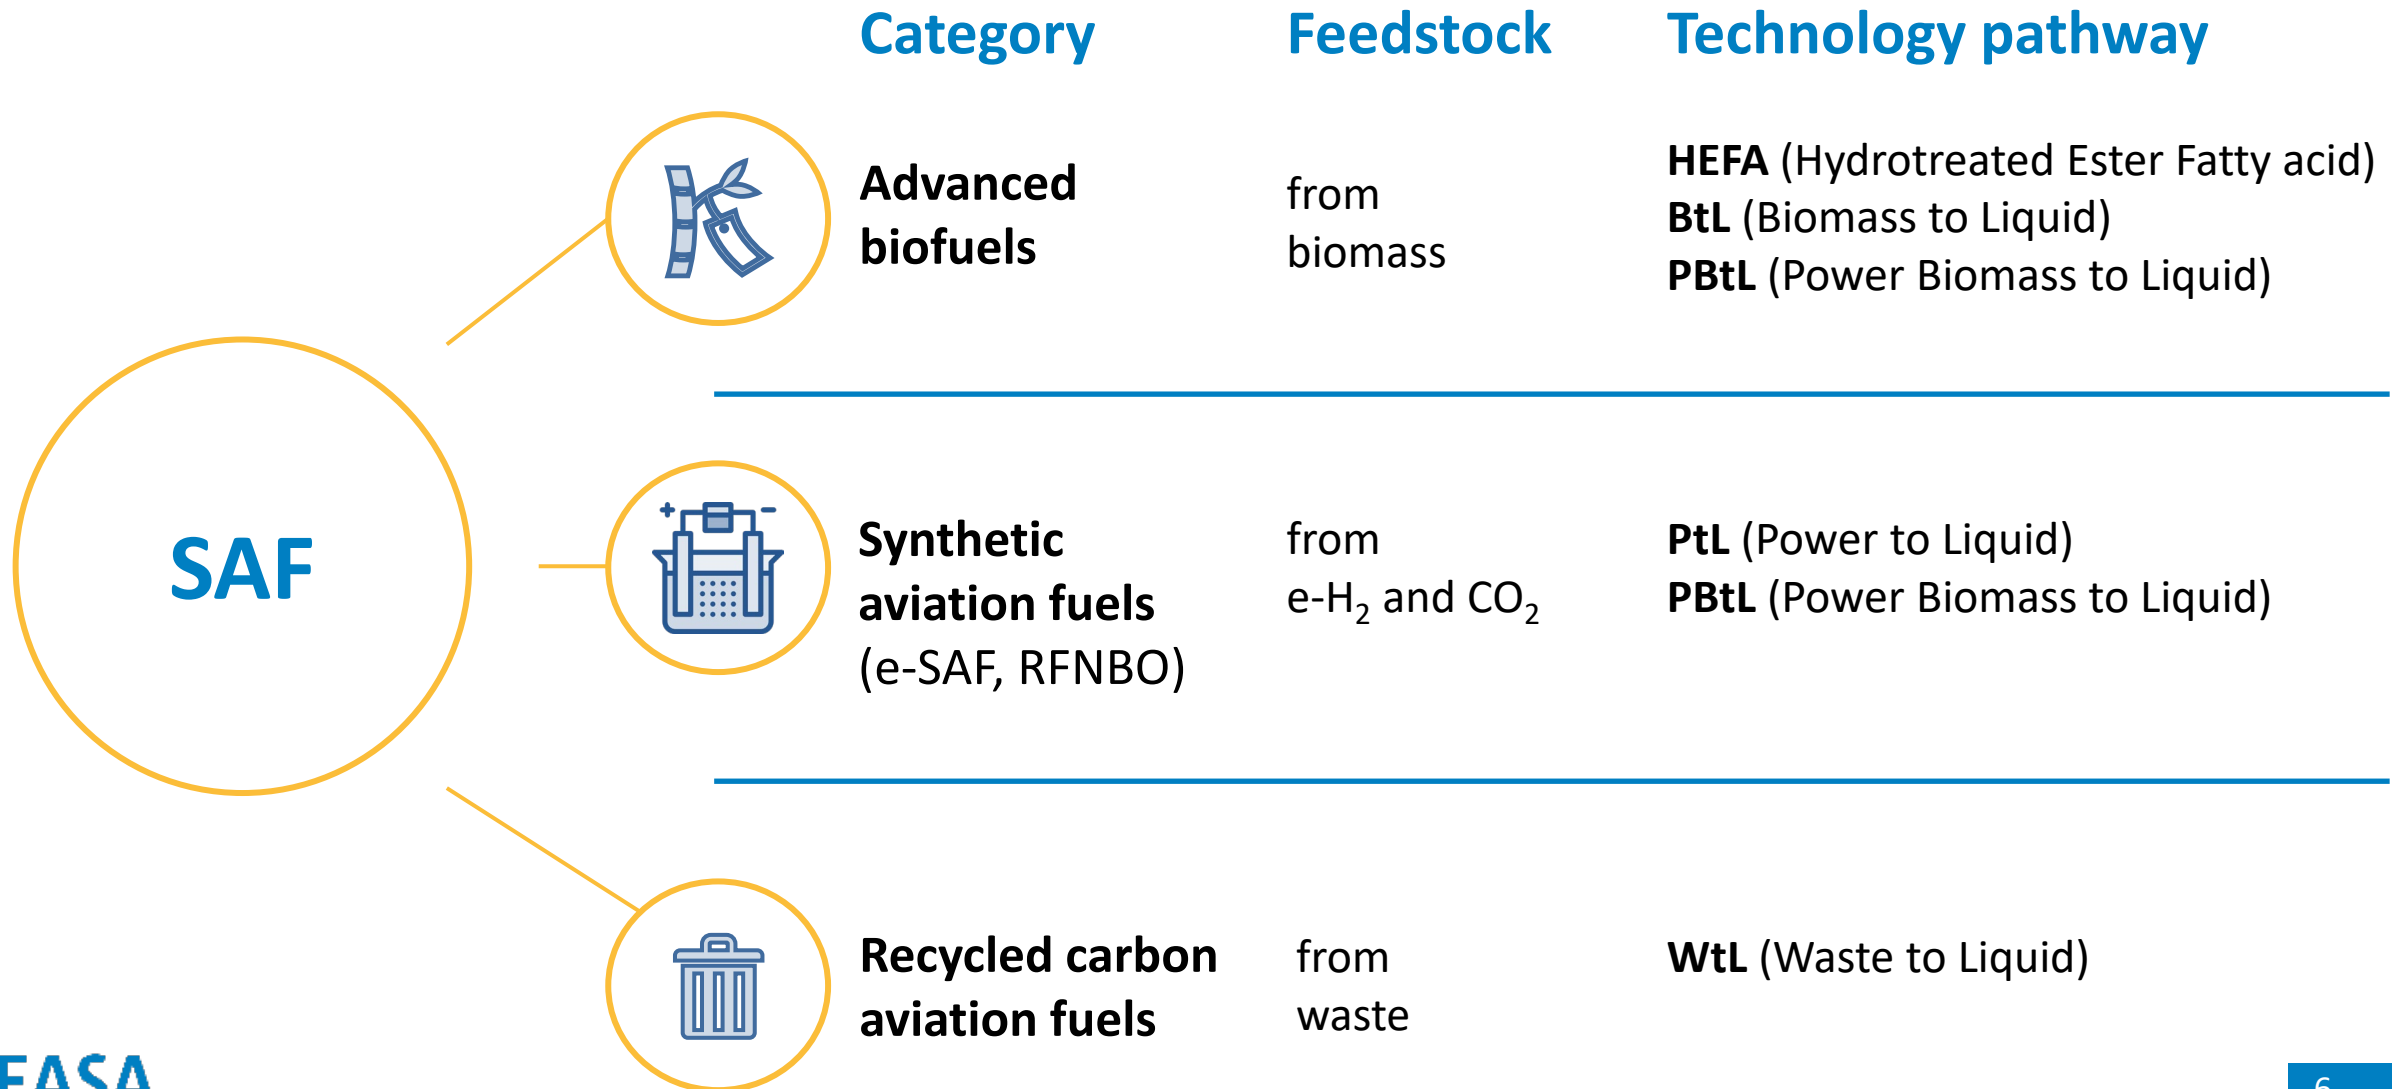 Category Feedstock Technology pathway
Advanced
biofuels
from
biomass
HEFA (Hydrotreated Ester Fatty acid)
BtL (Biomass to Liquid)
PBtL (Power Biomass to Liquid)
SAF
Synthetic
aviation fuels
(e-SAF, RFNBO)
from
e-H₂ and CO₂
PtL (Power to Liquid)
PBtL (Power Biomass to Liquid)
Recycled carbon
aviation fuels
from
waste
WtL (Waste to Liquid)
EASA
6